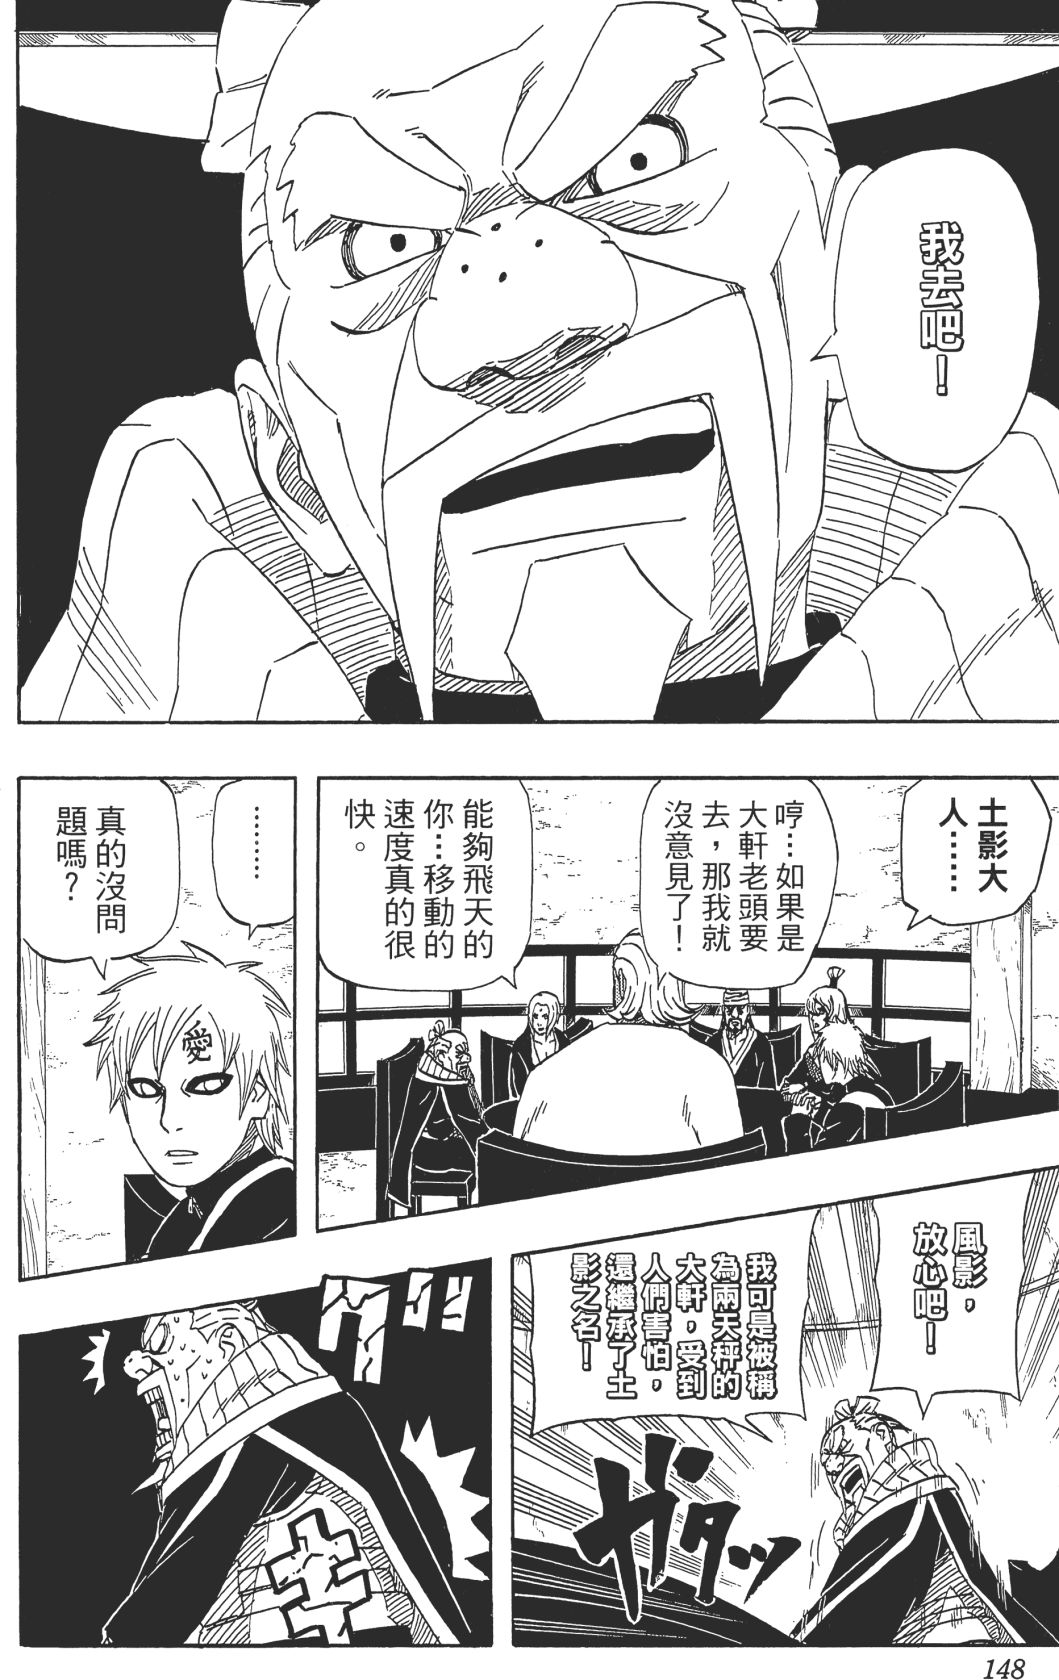 我去吧！
土影大
人……
哼…如果是
大軒老頭要
去，那我就
沒意見了！
能夠飛天的
你…移動的
速度真的很
快。
………
真的沒問
題嗎？
愛
風影，
放心吧！
我可是被稱
為兩天秤的
大軒，受到
人們害怕，
還繼承了土
影之名！
ガタッ
148